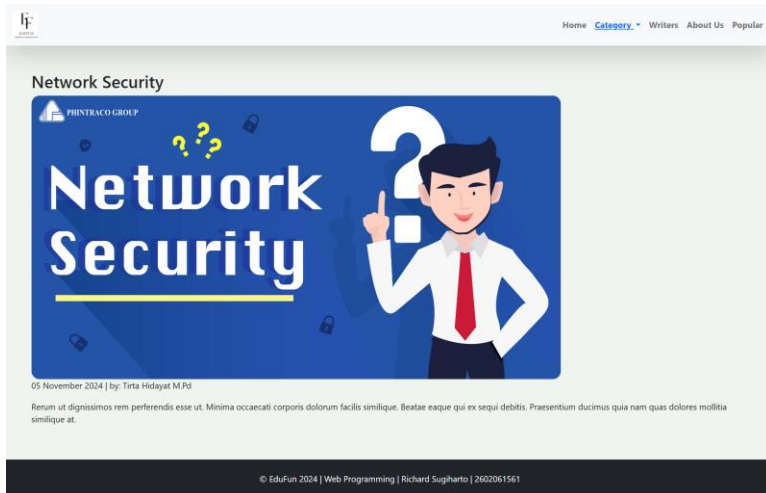 Home Category Writers About Us Popular
Network Security
PHINTRACO GROUP
???
?
Network
Security
05 November 2024 | by: Tirta Hidayat M.Pd
Rerum ut dignissimos rem perferendis esse ut. Minima occaecati corporis dolorum facilis similique. Beatae eaque qui ex sequi debitis. Praesentium ducimus quia nam quas dolores mollitia
similique at.
© EduFun 2024 | Web Programming | Richard Sugiharto | 2602061561